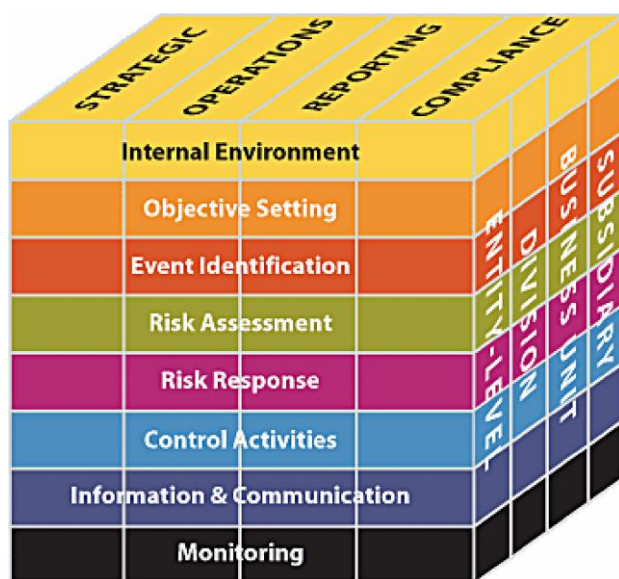 STRATEGIC
OPERATIONS
REPORTING
COMPLIANCE
Internal Environment
Objective Setting
Event Identification
Risk Assessment
Risk Response
Control Activities
Information & Communication
Monitoring
ENTITY-LEVEL
DIVISION
BUSINESS UNIT
SUBSIDIARY